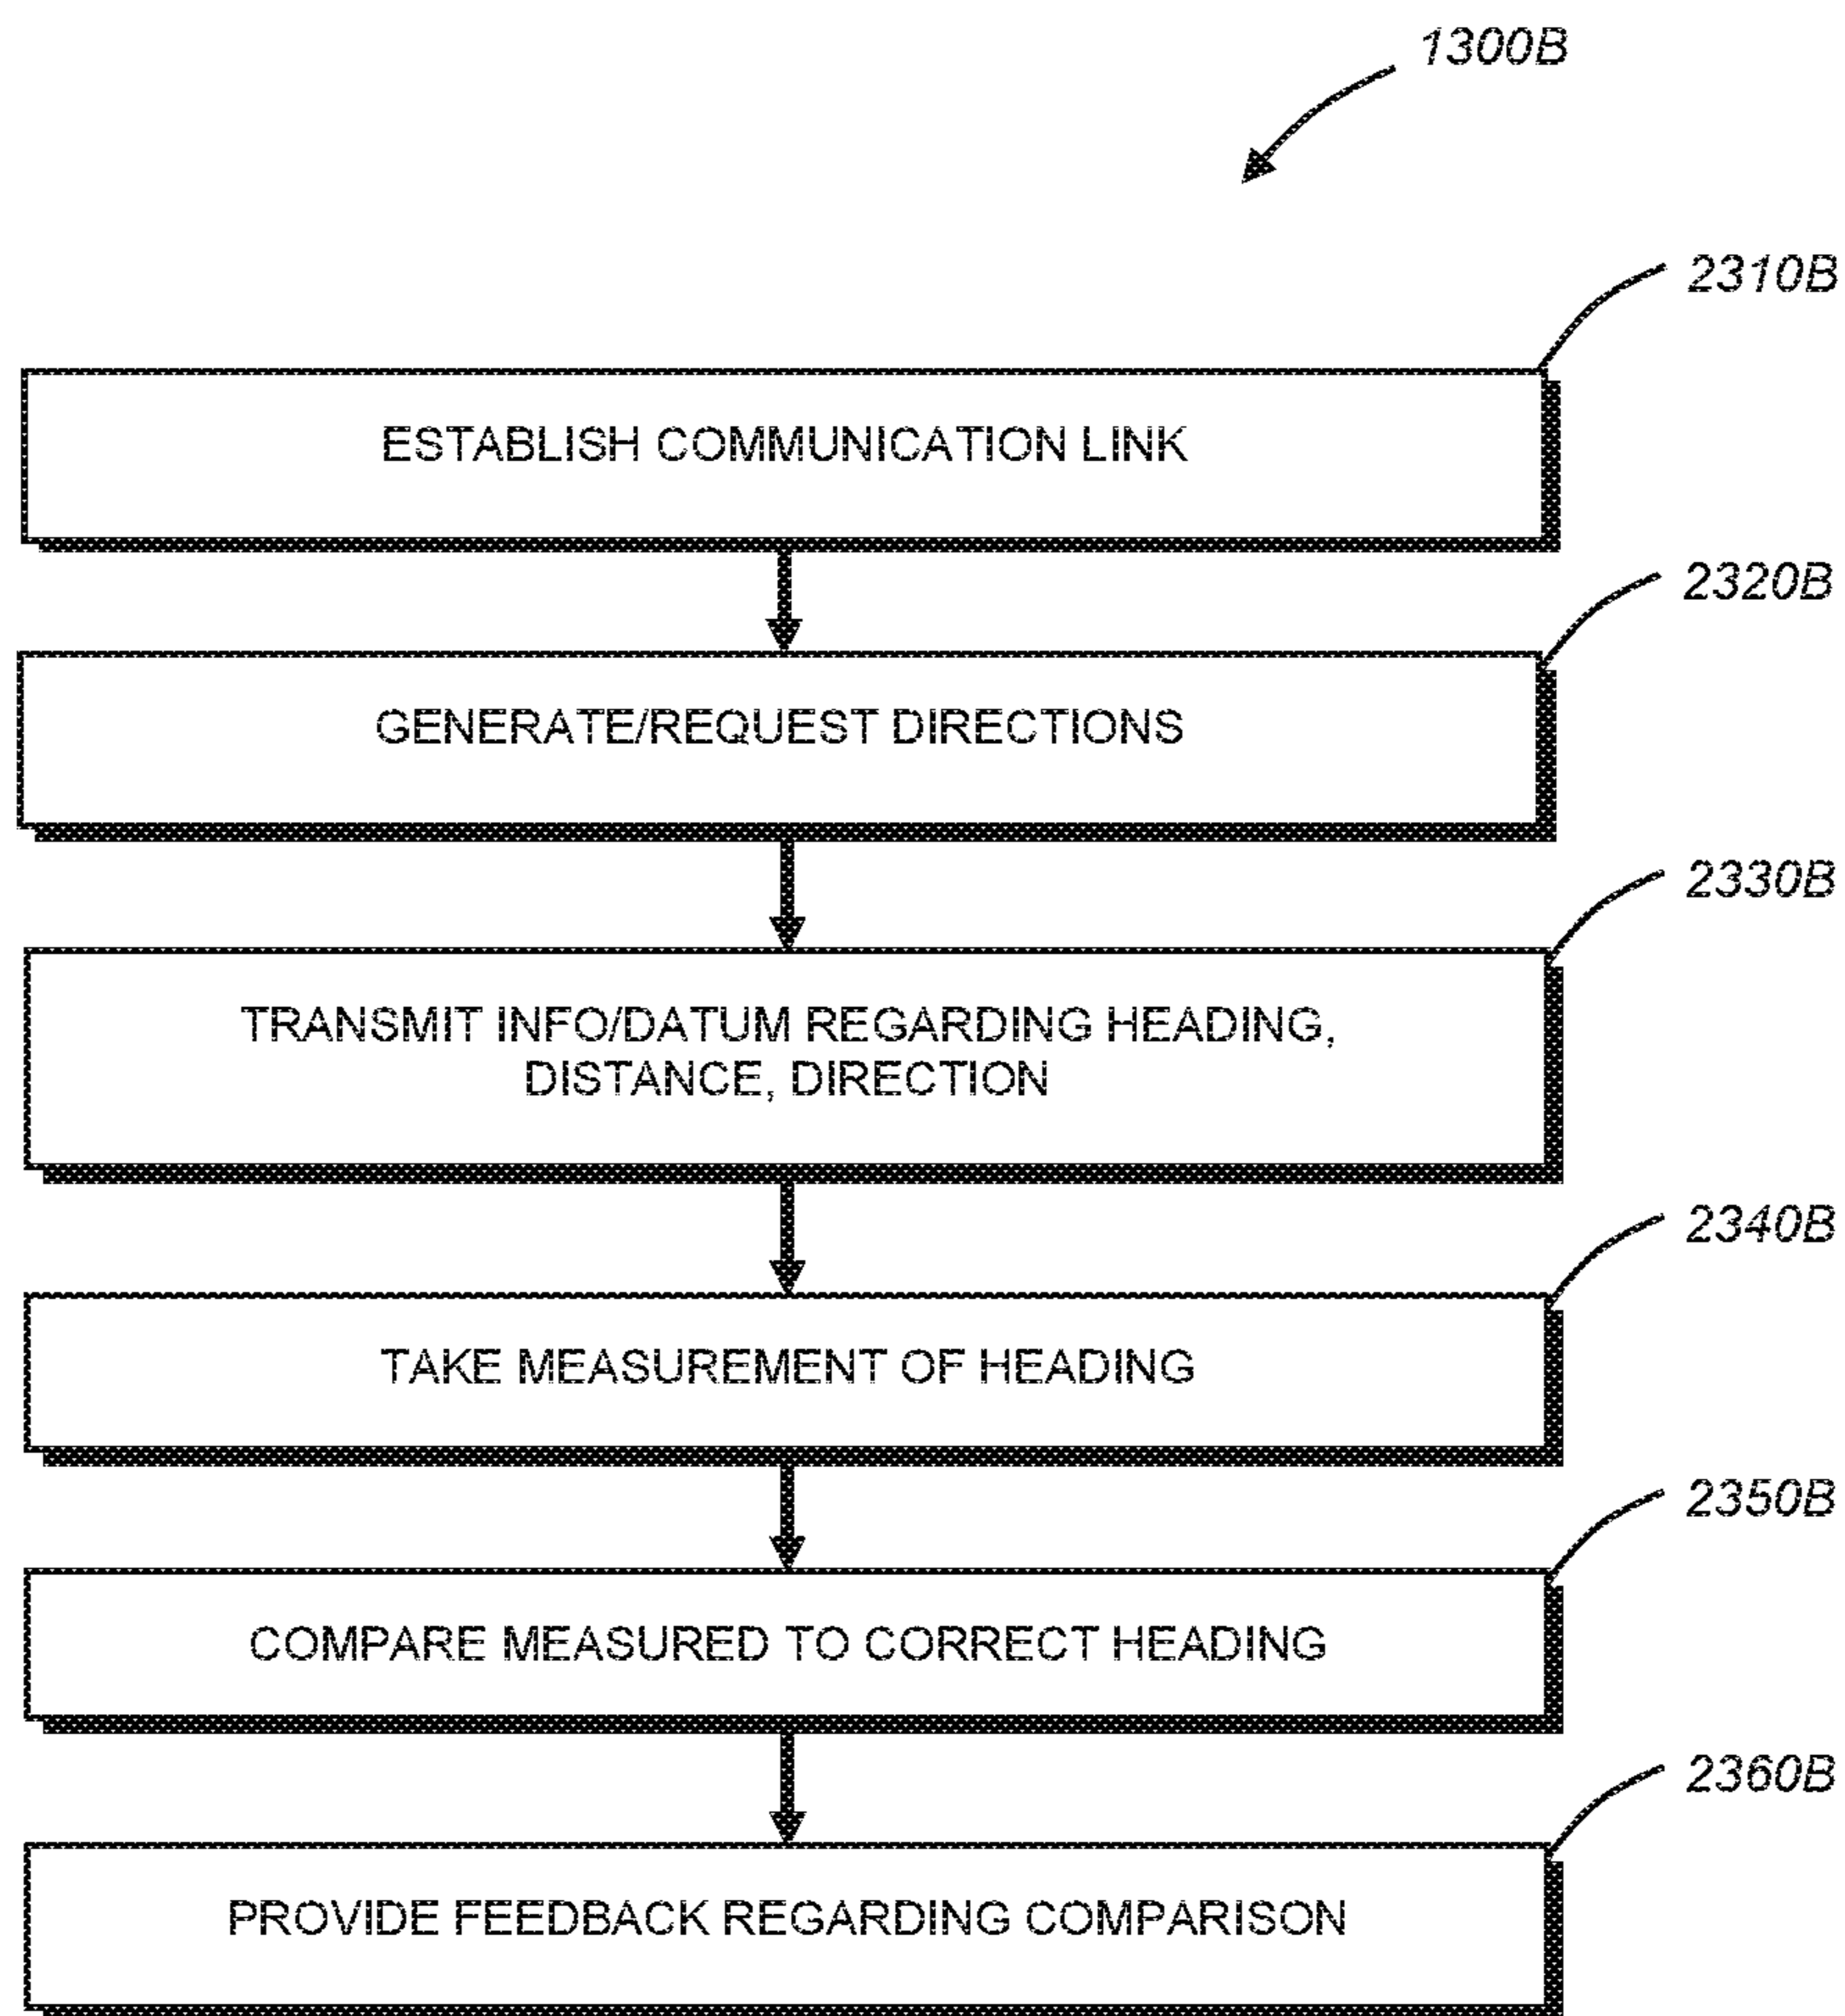 1300B
2310B
ESTABLISH COMMUNICATION LINK
2320B
GENERATE/REQUEST DIRECTIONS
2330B
TRANSMIT INFO/DATUM REGARDING HEADING,
DISTANCE, DIRECTION
2340B
TAKE MEASUREMENT OF HEADING
2350B
COMPARE MEASURED TO CORRECT HEADING
2360B
PROVIDE FEEDBACK REGARDING COMPARISON